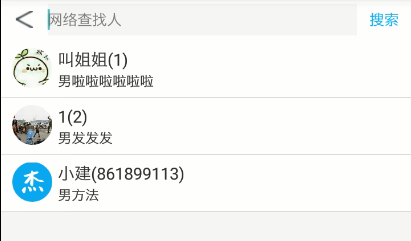 网络查找人 搜索
叫姐姐(1)
男啦啦啦啦啦啦
1(2)
男发发发
杰
小建(861899113)
男方法